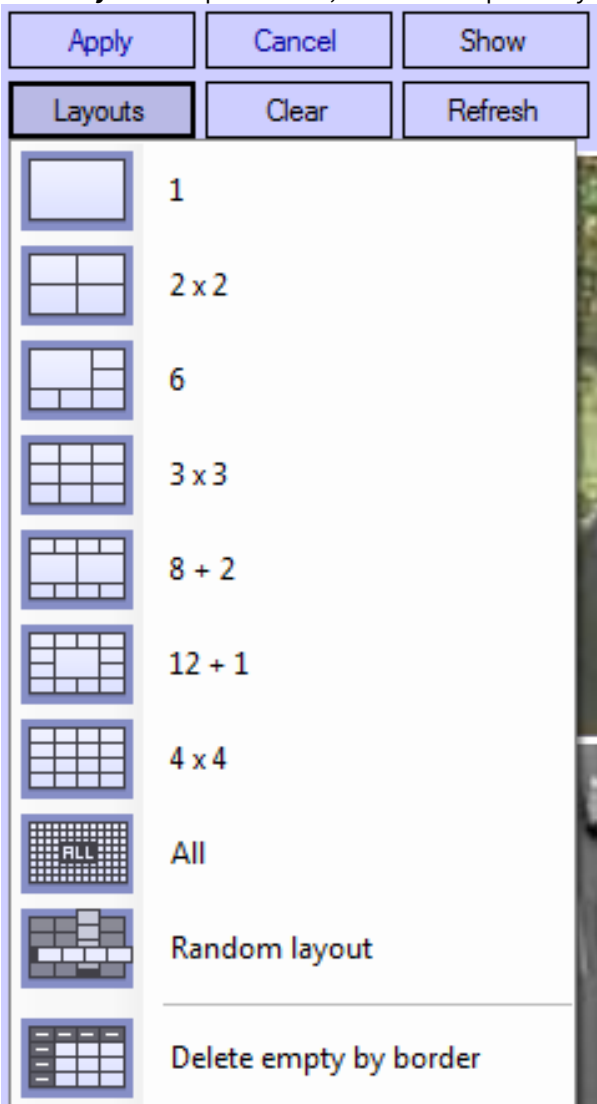 Apply Cancel Show
Layouts Clear Refresh
1
2 x 2
6
3 x 3
8 + 2
12 + 1
4 x 4
ALL All
Random layout
Delete empty by border